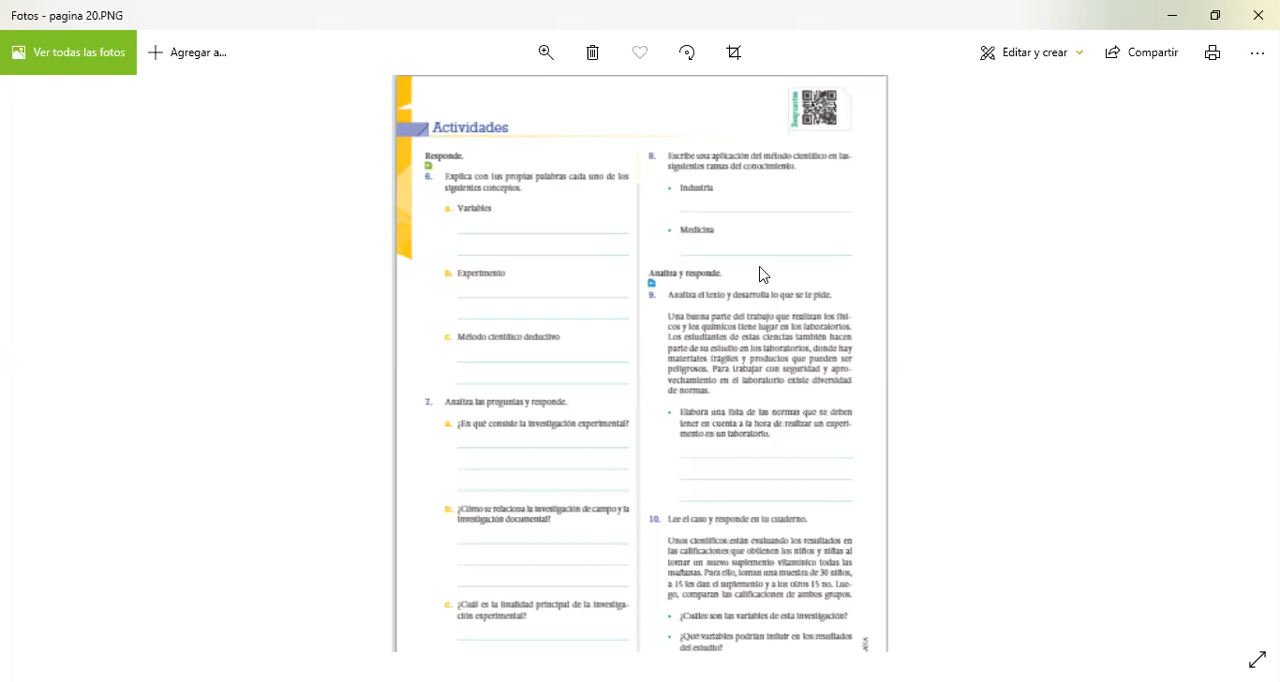 Fotos - pagina 20.PNG
Ver todas las fotos
Agregar a...
Editar y crear
Compartir
Respuestas
Actividades
Responde.
6. Explica con tus propias palabras cada uno de los
siguientes conceptos.
a. Variables
b. Experimento
c. Método científico deductivo
7. Analiza las preguntas y responde.
a. ¿En qué consiste la investigación experimental?
b. ¿Cómo se relaciona la investigación de campo y la
investigación documental?
c. ¿Cuál es la finalidad principal de la investiga-
ción experimental?
8. Escribe una aplicación del método científico en las
siguientes ramas del conocimiento.
• Industria
• Medicina
Analiza y responde.
9. Analiza el texto y desarrolla lo que se te pide.
Una buena parte del trabajo que realizan los físi-
cos y los químicos tiene lugar en los laboratorios.
Los estudiantes de estas ciencias también hacen
parte de su estudio en los laboratorios, donde hay
materiales frágiles y productos que pueden ser
peligrosos. Para trabajar con seguridad y apro-
vechamiento en el laboratorio existe diversidad
de normas.
• Elabora una lista de las normas que se deben
tener en cuenta a la hora de realizar un experi-
mento en un laboratorio.
10. Lee el caso y responde en tu cuaderno.
Unos científicos están evaluando los resultados en
las calificaciones que obtienen los niños y niñas al
tomar un nuevo suplemento vitamínico todas las
mañanas. Para ello, toman una muestra de 30 niños,
a 15 les dan el suplemento y a los otros 15 no. Lue-
go, comparan las calificaciones de ambos grupos.
• ¿Cuáles son las variables de esta investigación?
• ¿Qué variables podrían influir en los resultados
del estudio?